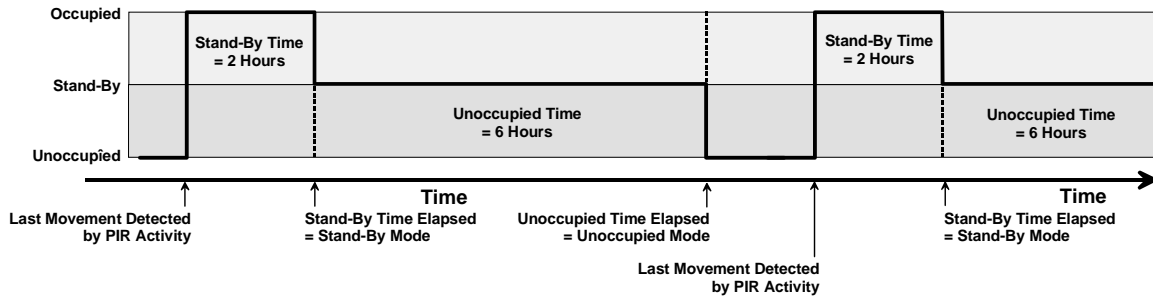 Occupied
Stand-By Time
= 2 Hours
Stand-By Time
= 2 Hours
Stand-By
Unoccupied Time
= 6 Hours
Unoccupied Time
= 6 Hours
Unoccupied
Time
Time
Last Movement Detected
by PIR Activity
Stand-By Time Elapsed
= Stand-By Mode
Unoccupied Time Elapsed
= Unoccupied Mode
Stand-By Time Elapsed
= Stand-By Mode
Last Movement Detected
by PIR Activity